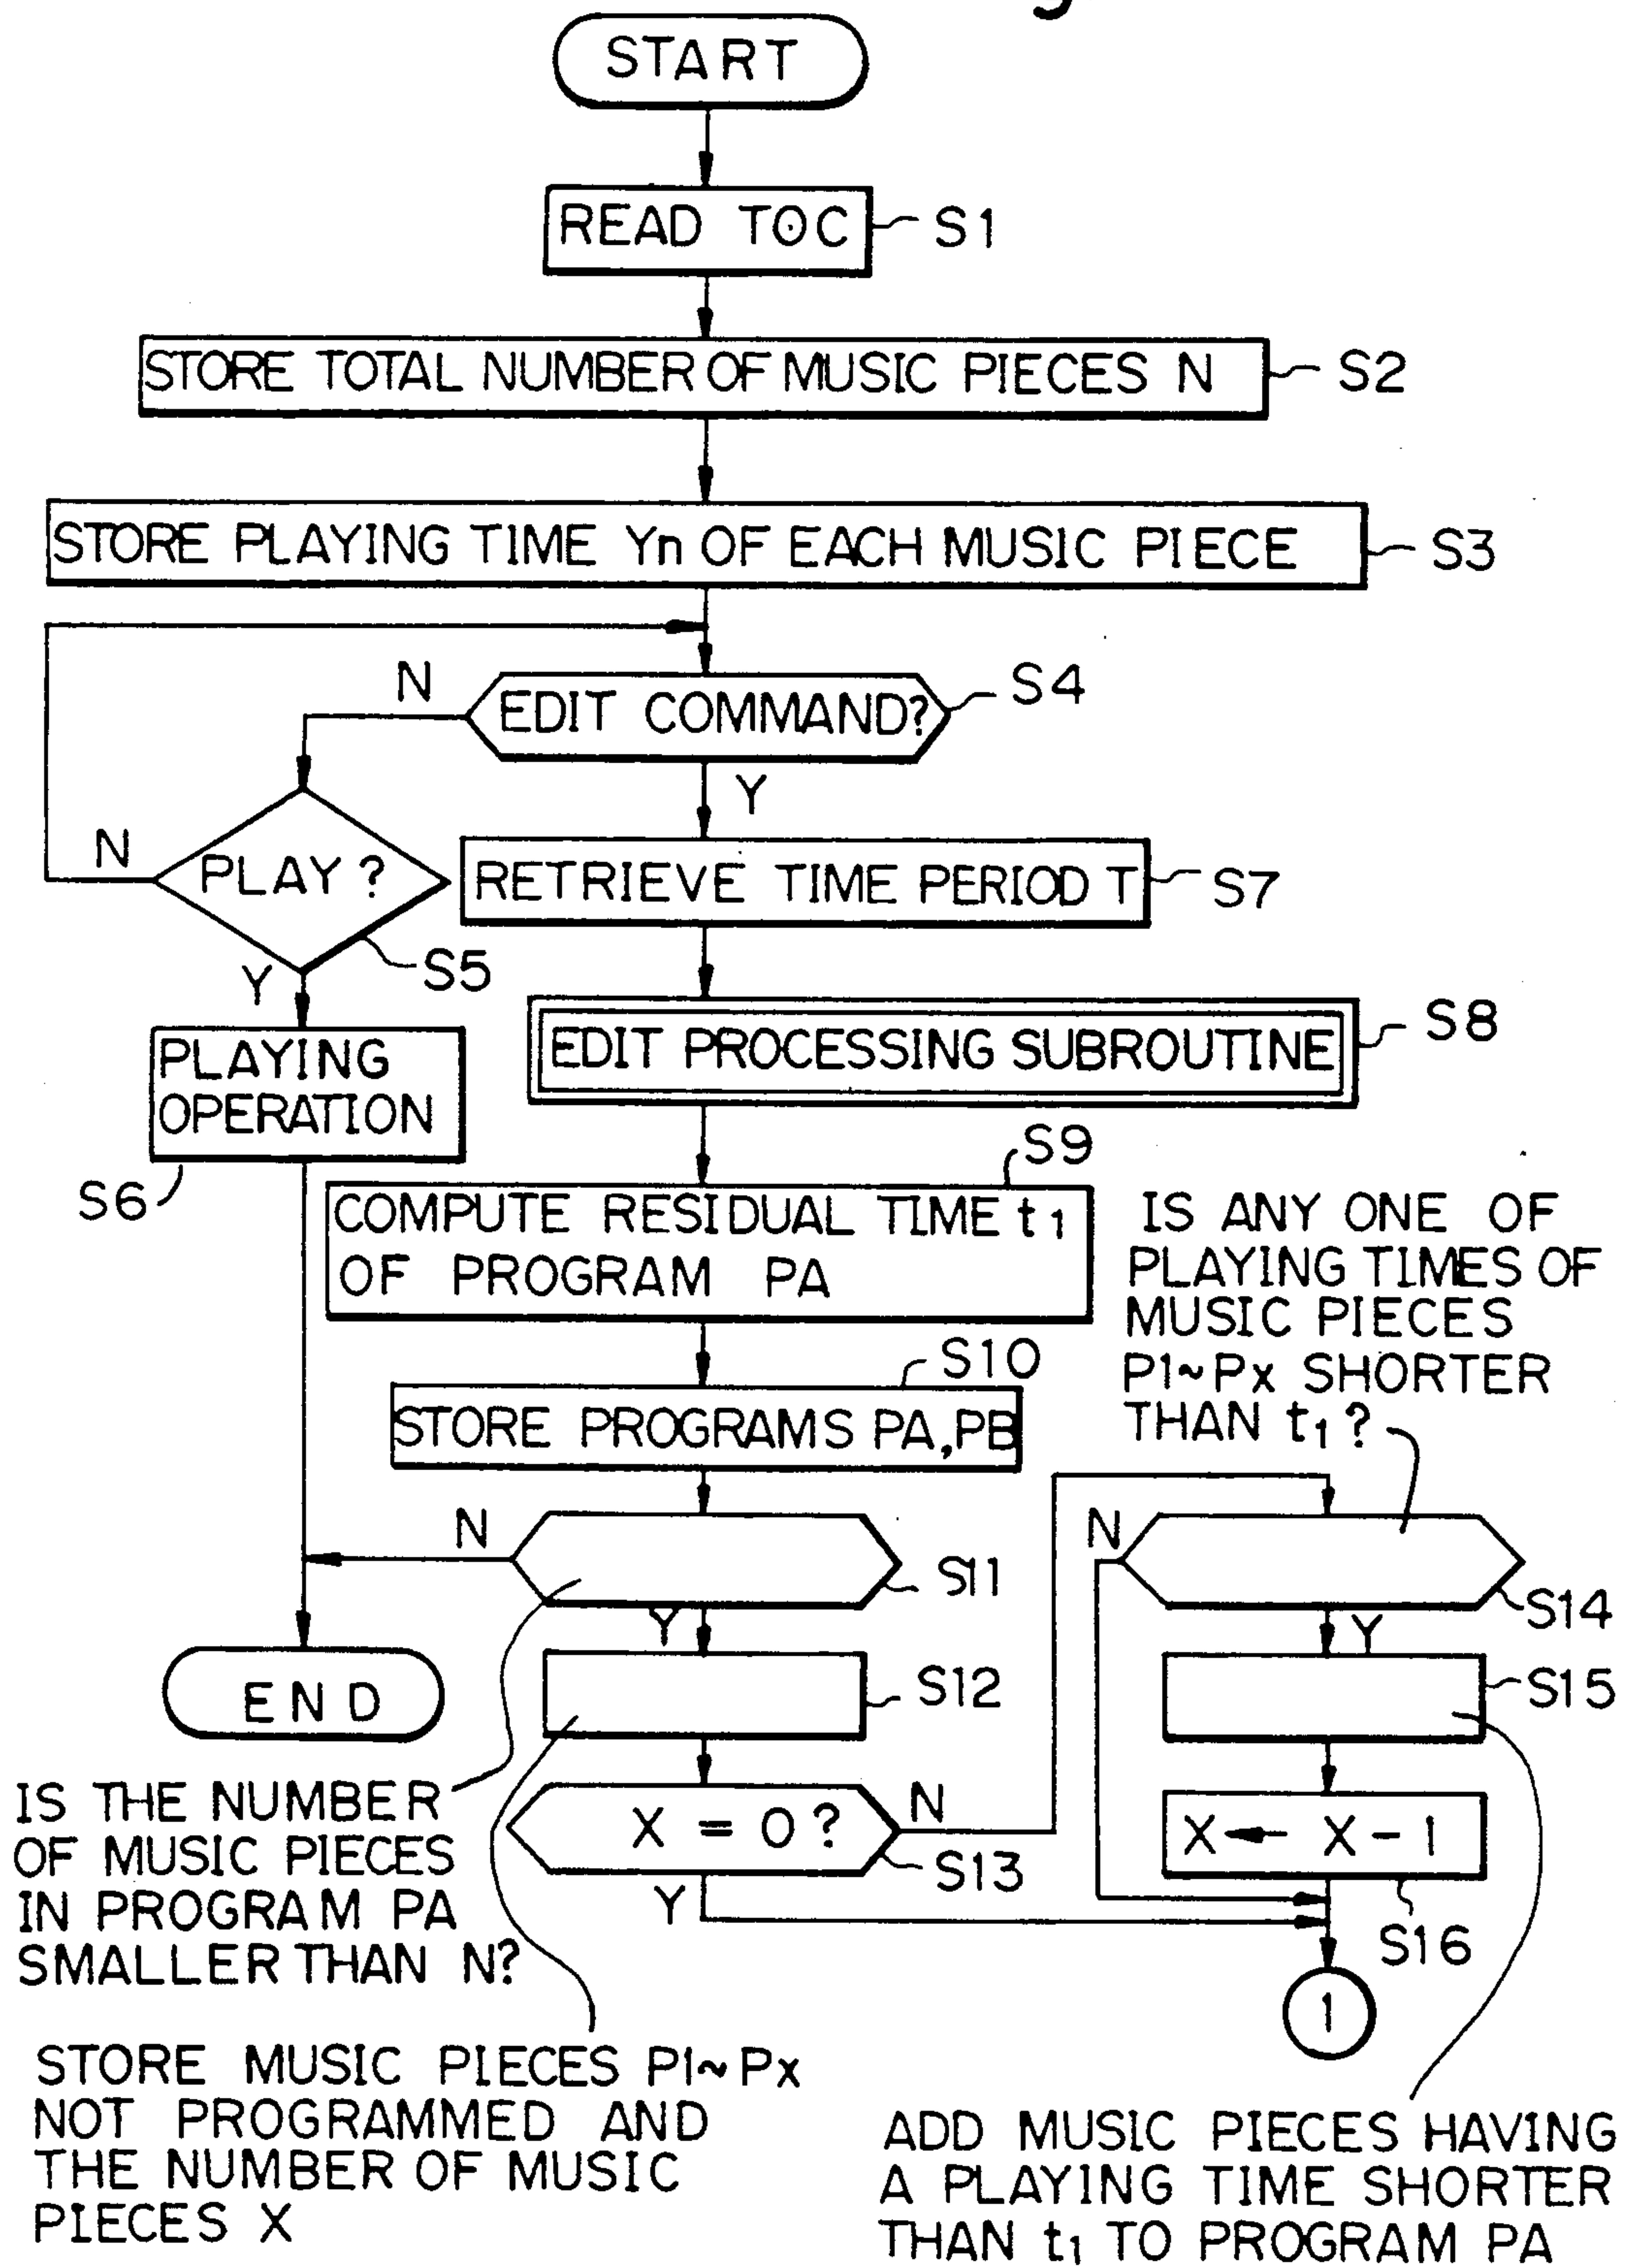 START
READ TOC
S1
STORE TOTAL NUMBER OF MUSIC PIECES N
S2
STORE PLAYING TIME Yn OF EACH MUSIC PIECE
S3
N
EDIT COMMAND?
S4
Y
N
PLAY?
S5
Y
RETRIEVE TIME PERIOD T
S7
EDIT PROCESSING SUBROUTINE
S8
PLAYING
OPERATION
S6
S9
COMPUTE RESIDUAL TIME t1
OF PROGRAM PA
IS ANY ONE OF
PLAYING TIMES OF
MUSIC PIECES
P1~Px SHORTER
THAN t1?
S10
STORE PROGRAMS PA,PB
N
S11
Y
N
S14
Y
END
S12
S15
IS THE NUMBER
OF MUSIC PIECES
IN PROGRAM PA
SMALLER THAN N?
X = 0?
N
S13
Y
X ← X - 1
S16
1
STORE MUSIC PIECES P1~Px
NOT PROGRAMMED AND
THE NUMBER OF MUSIC
PIECES X
ADD MUSIC PIECES HAVING
A PLAYING TIME SHORTER
THAN t1 TO PROGRAM PA